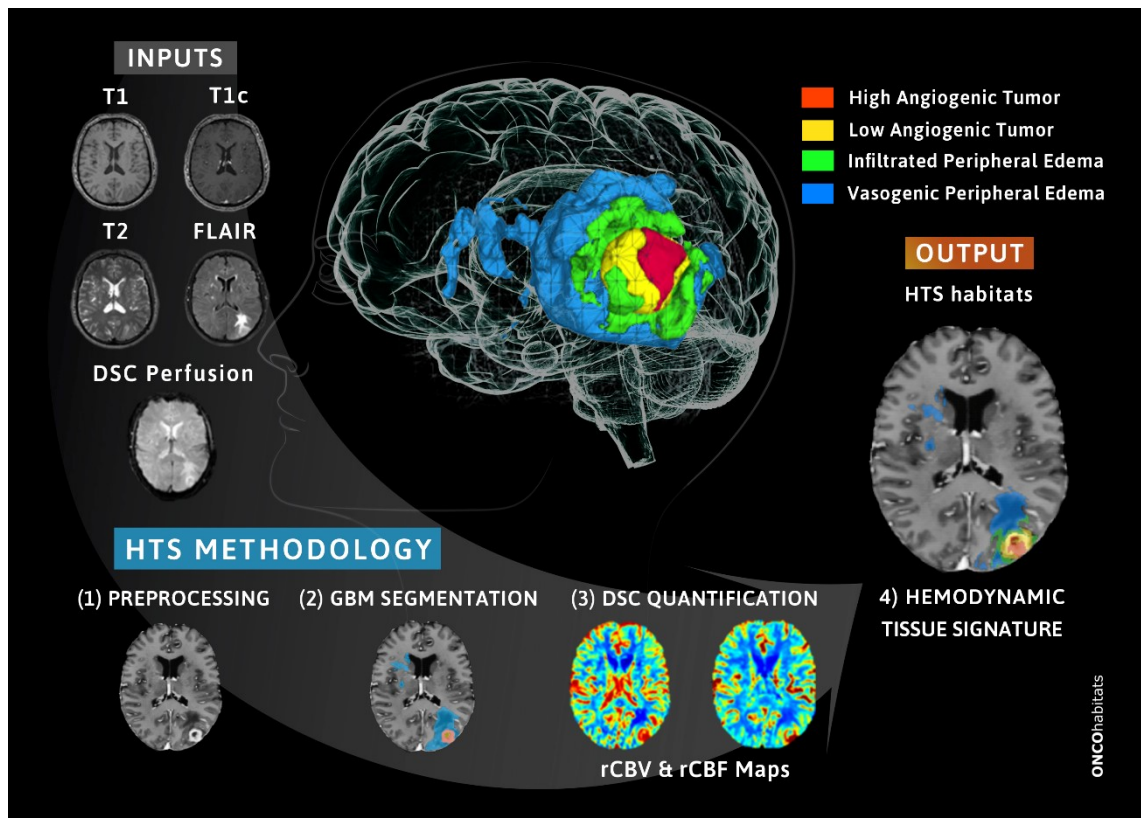 INPUTS
T1
T1c
T2
FLAIR
DSC Perfusion
High Angiogenic Tumor
Low Angiogenic Tumor
Infiltrated Peripheral Edema
Vasogenic Peripheral Edema
OUTPUT
HTS habitats
HTS METHODOLOGY
(1) PREPROCESSING
(2) GBM SEGMENTATION
(3) DSC QUANTIFICATION
rCBV & rCBF Maps
4) HEMODYNAMIC
TISSUE SIGNATURE
ONCOhabitats